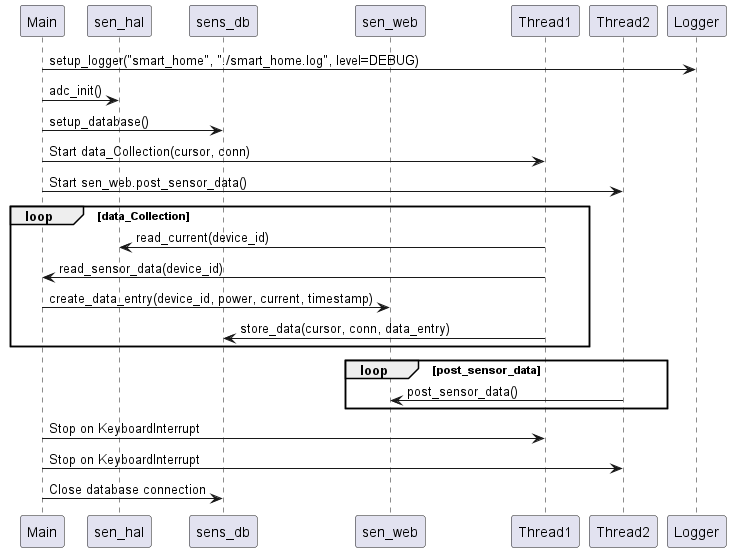 Main sen_hal sens_db sen_web Thread1 Thread2 Logger
setup_logger("smart_home", "./smart_home.log", level=DEBUG)
adc_init()
setup_database()
Start data_Collection(cursor, conn)
Start sen_web.post_sensor_data()
loop [data_Collection]
read_current(device_id)
read_sensor_data(device_id)
create_data_entry(device_id, power, current, timestamp)
store_data(cursor, conn, data_entry)
loop [post_sensor_data]
post_sensor_data()
Stop on KeyboardInterrupt
Stop on KeyboardInterrupt
Close database connection
Main sen_hal sens_db sen_web Thread1 Thread2 Logger